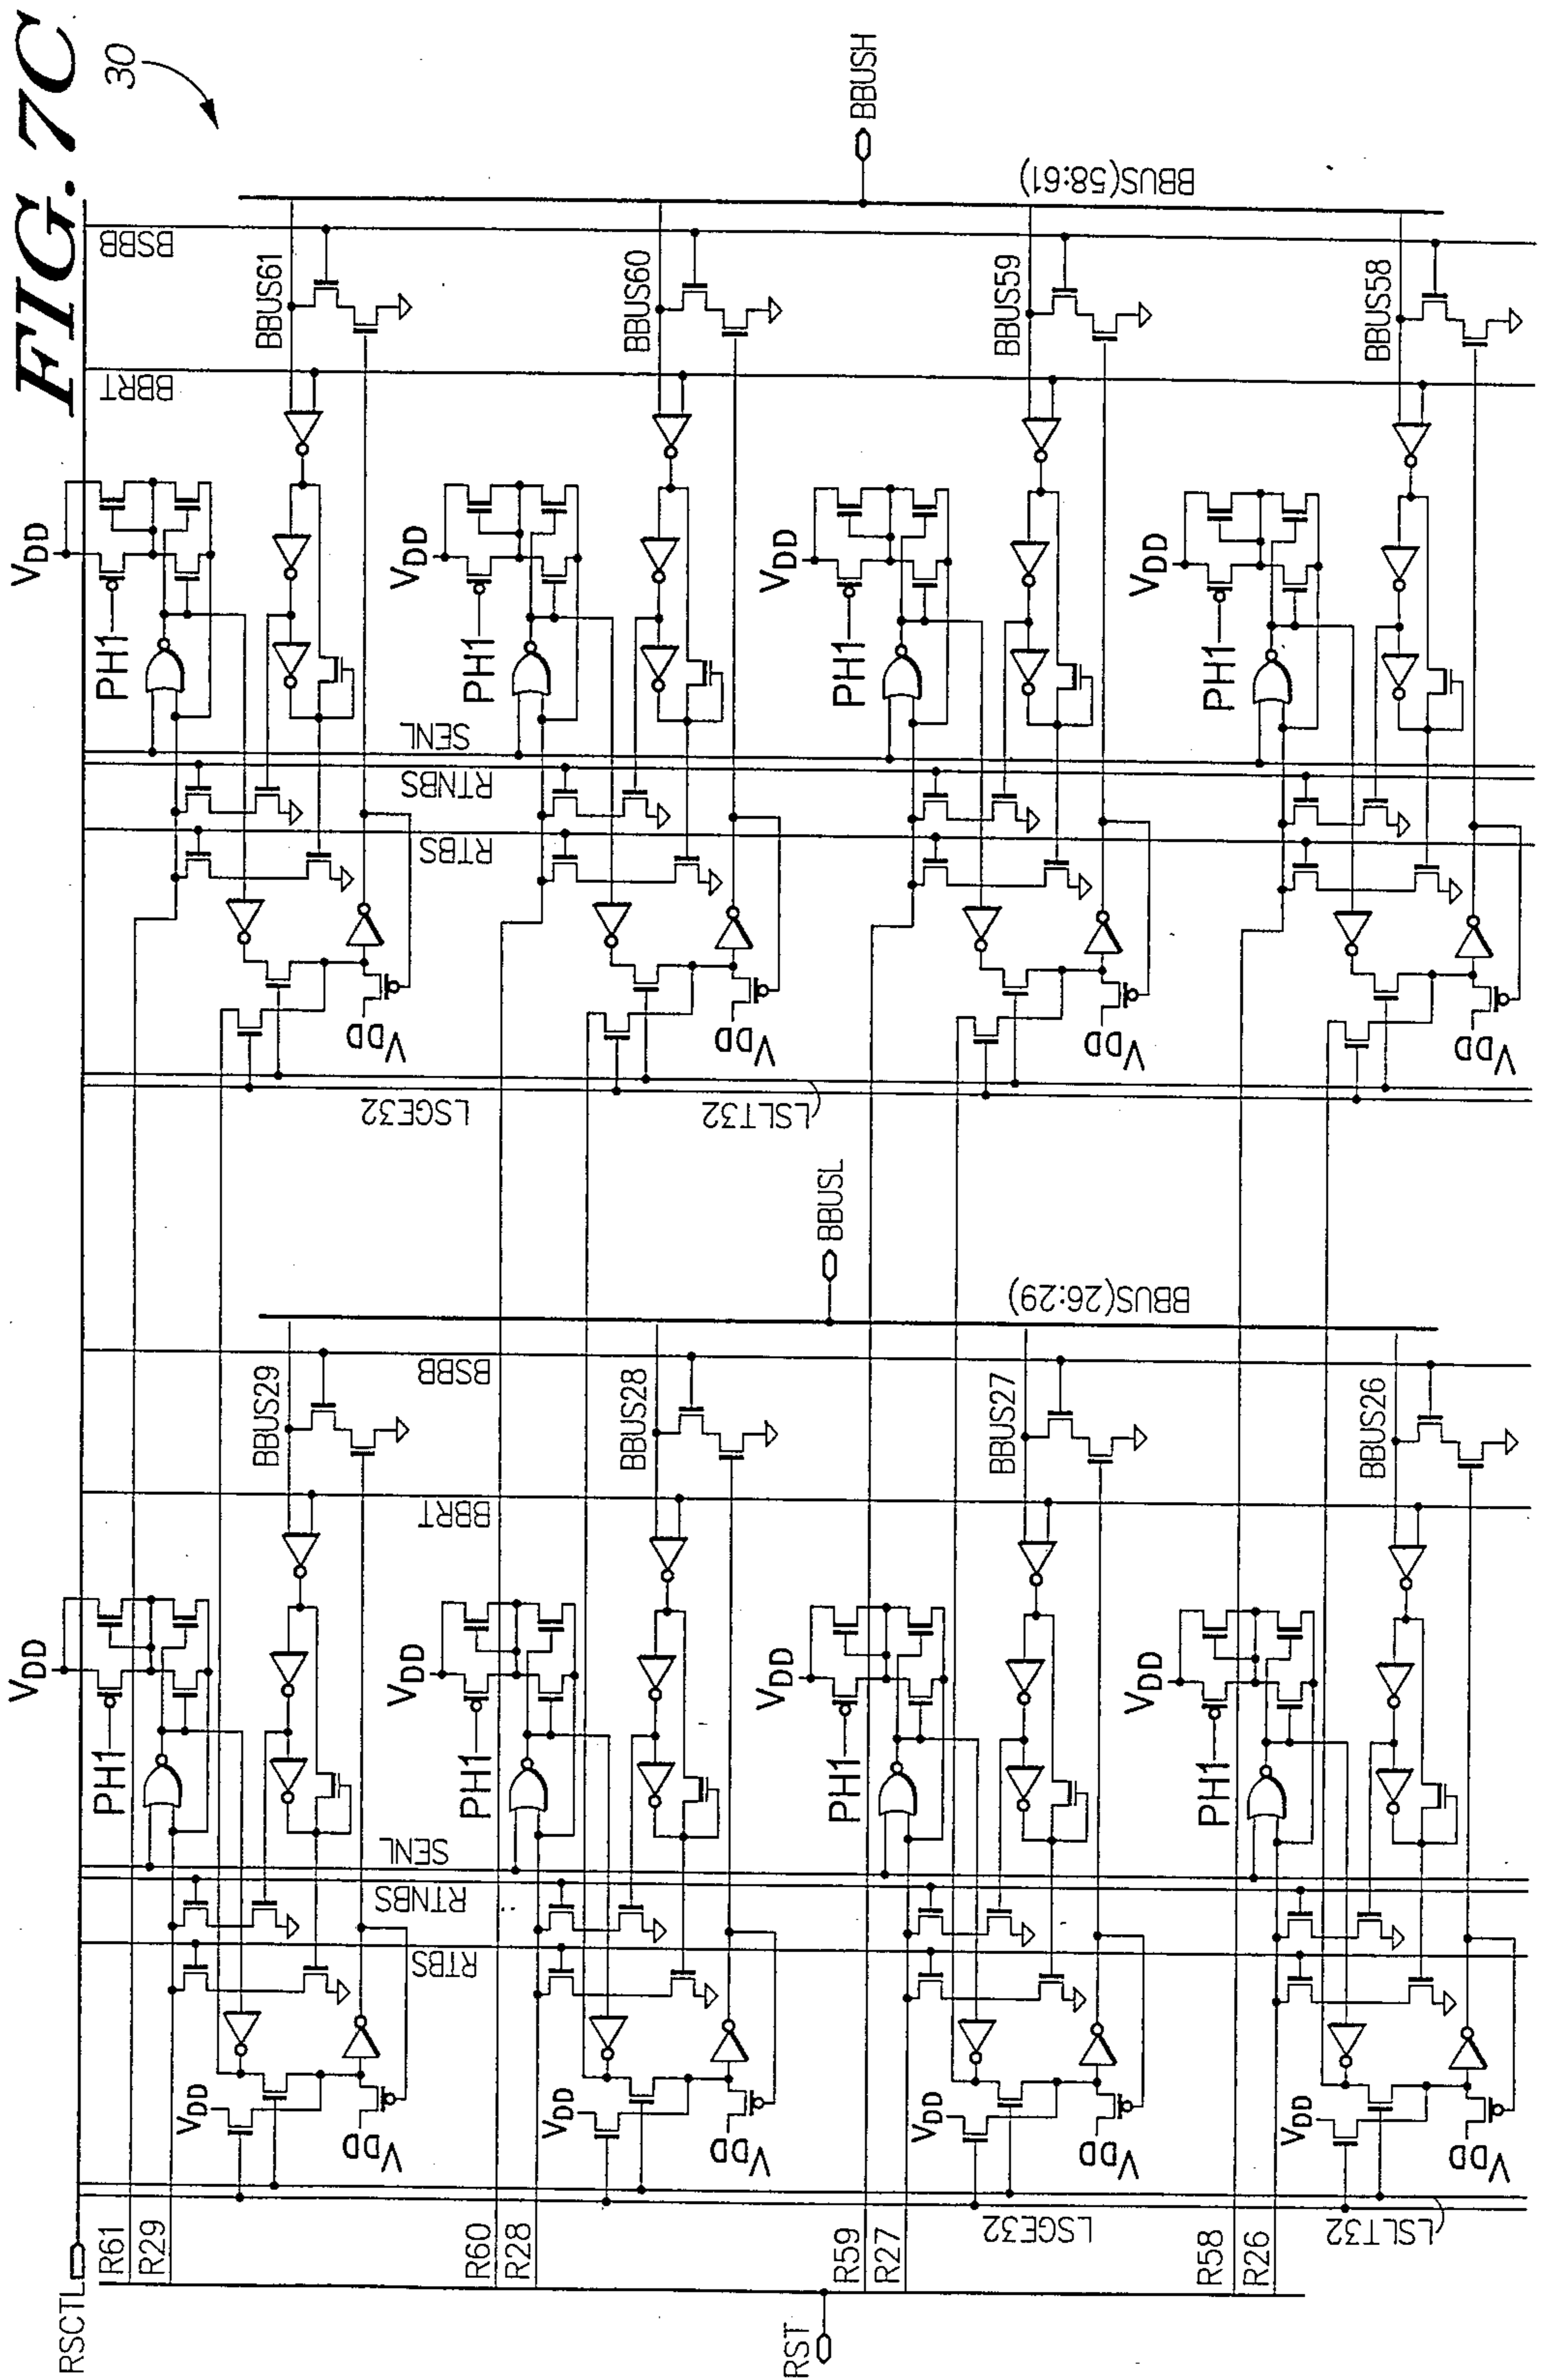 FIG. 7C
30
RSCTL
R61
R29
R60
R28
R59
R27
R58
R26
RST
VDD
PH1
VDD
PH1
VDD
PH1
VDD
PH1
VDD
VDD
VDD
VDD
VDD
VDD
VDD
VDD
LSGE32
LSLT32
RTBS
RTNBS
SENL
BBRT
BSBB
BBUS29
BBUS28
BBUS27
BBUS26
BBUS(26:29)
BBUSL
LSGE32
LSLT32
VDD
VDD
VDD
VDD
RTBS
RTNBS
SENL
VDD
PH1
VDD
PH1
VDD
PH1
VDD
PH1
BBRT
BSBB
BBUS61
BBUS60
BBUS59
BBUS58
BBUS(58:61)
BBUSH